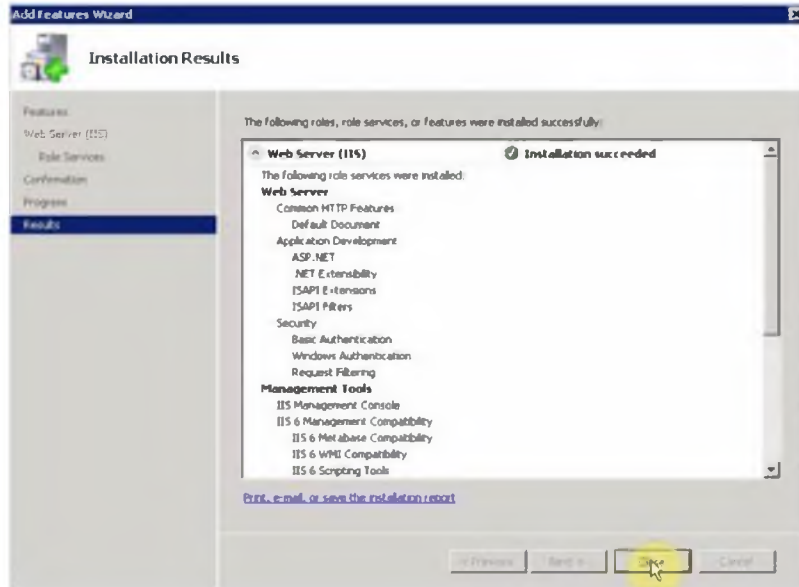 Add Features Wizard
Installation Results
Features
Web Server (IIS)
Role Services
Confirmation
Progress
Results
The following roles, role services, or features were installed successfully:
Web Server (IIS)
Installation succeeded
The following role services were installed:
Web Server
Common HTTP Features
Default Document
Application Development
ASP.NET
.NET Extensibility
ISAPI Extensions
ISAPI Filters
Security
Basic Authentication
Windows Authentication
Request Filtering
Management Tools
IIS Management Console
IIS 6 Management Compatibility
IIS 6 Metabase Compatibility
IIS 6 WMI Compatibility
IIS 6 Scripting Tools
Print, e-mail, or save the installation report
< Previous
Next >
Close
Cancel